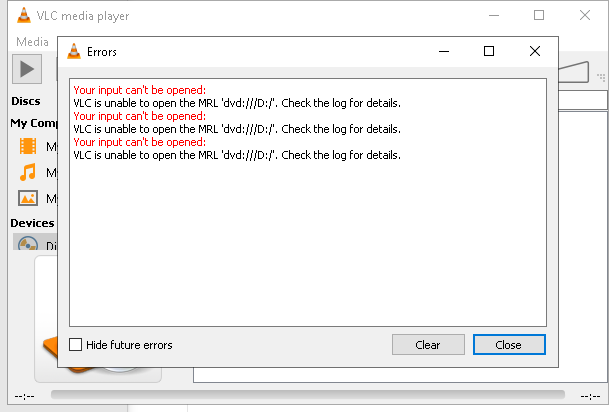 VLC media player
Media
Errors
Discs
My Comp
M
My
My
Devices
Di
Your input can't be opened:
VLC is unable to open the MRL 'dvd:///D:/'. Check the log for details.
Your input can't be opened:
VLC is unable to open the MRL 'dvd:///D:/'. Check the log for details.
Your input can't be opened:
VLC is unable to open the MRL 'dvd:///D:/'. Check the log for details.
Hide future errors
Clear
Close
--:--
--:--